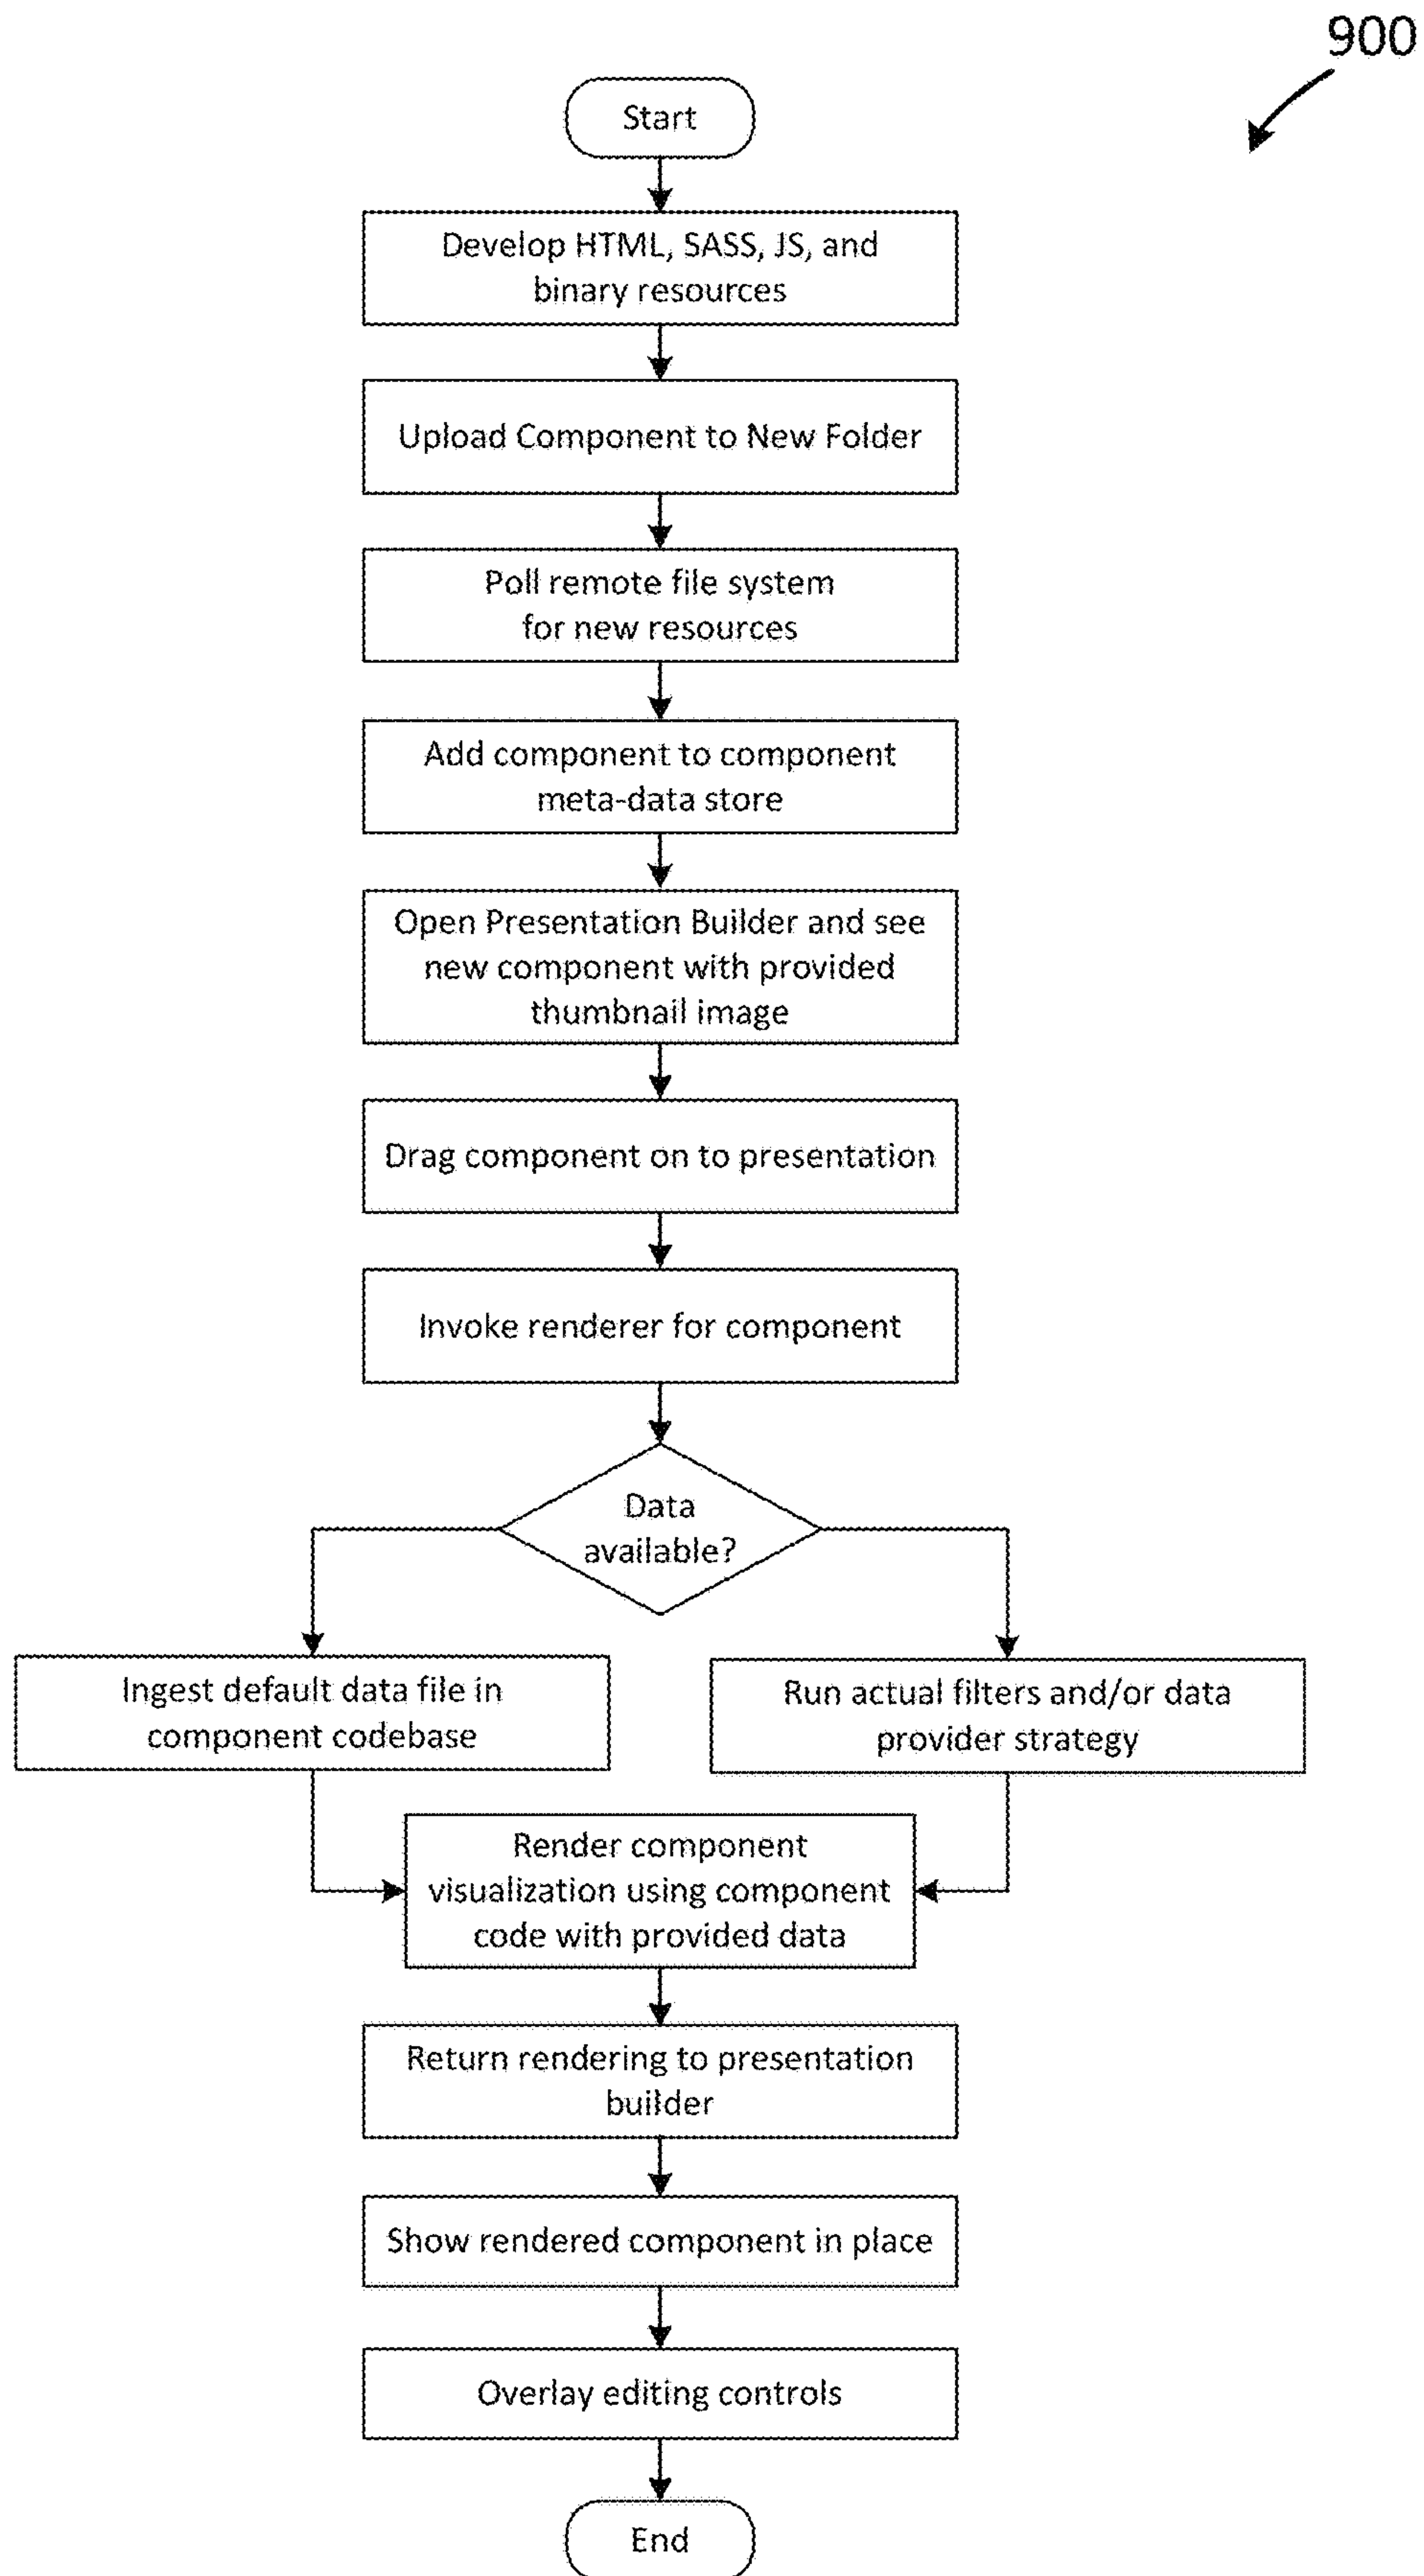 900
Start
Develop HTML, SASS, JS, and
binary resources
Upload Component to New Folder
Poll remote file system
for new resources
Add component to component
meta-data store
Open Presentation Builder and see
new component with provided
thumbnail image
Drag component on to presentation
Invoke renderer for component
Data
available?
Ingest default data file in
component codebase
Run actual filters and/or data
provider strategy
Render component
visualization using component
code with provided data
Return rendering to presentation
builder
Show rendered component in place
Overlay editing controls
End